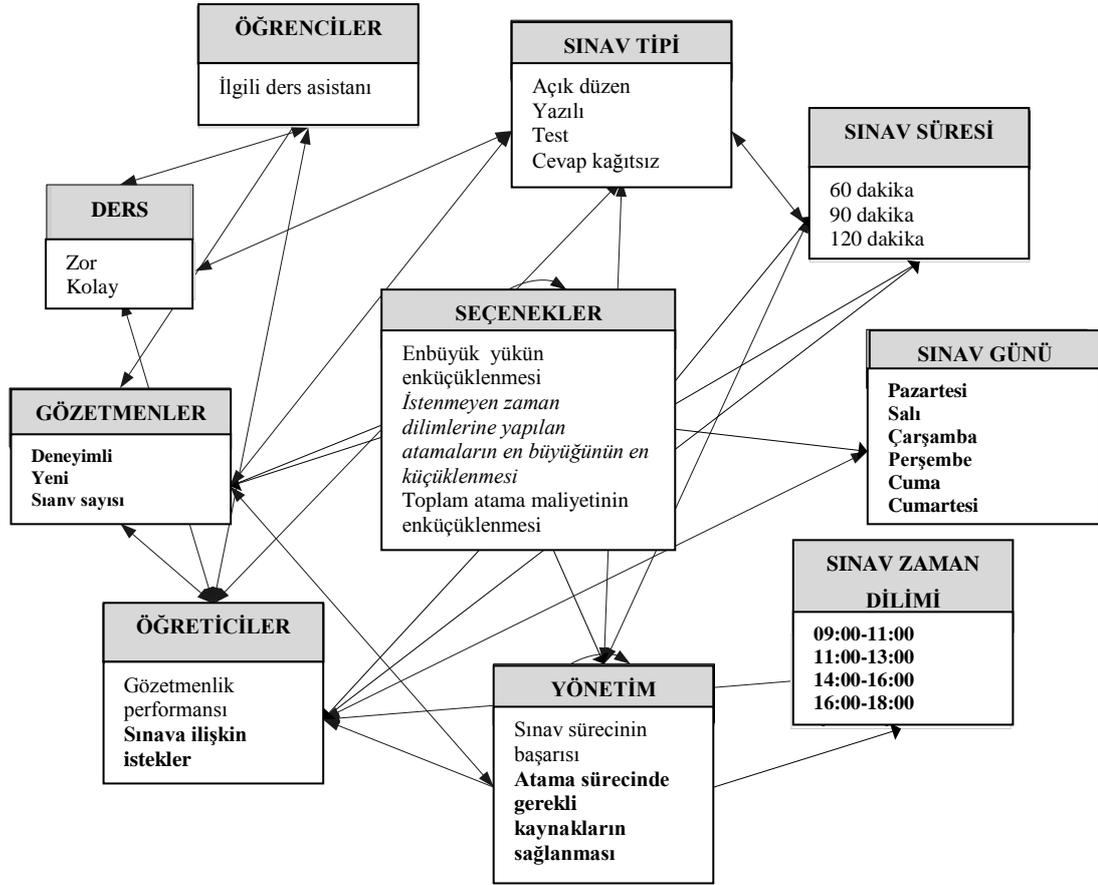 ÖĞRENCİLER
İlgili ders asistanı
SINAV TİPİ
Açık düzen
Yazılı
Test
Cevap kağıtsız
SINAV SÜRESİ
60 dakika
90 dakika
120 dakika
DERS
Zor
Kolay
SEÇENEKLER
Enbüyük yükün
enküçüklenmesi
İstenmeyen zaman
dilimlerine yapılan
atamaların en büyüğünün en
küçüklenmesi
Toplam atama maliyetinin
enküçüklenmesi
SINAV GÜNÜ
Pazartesi
Salı
Çarşamba
Perşembe
Cuma
Cumartesi
GÖZETMENLER
Deneyimli
Yeni
Sıanv sayısı
SINAV ZAMAN
DİLİMİ
09:00-11:00
11:00-13:00
14:00-16:00
16:00-18:00
ÖĞRETİCİLER
Gözetmenlik
performansı
Sınava ilişkin
istekler
YÖNETİM
Sınav sürecinin
başarısı
Atama sürecinde
gerekli
kaynakların
sağlanması